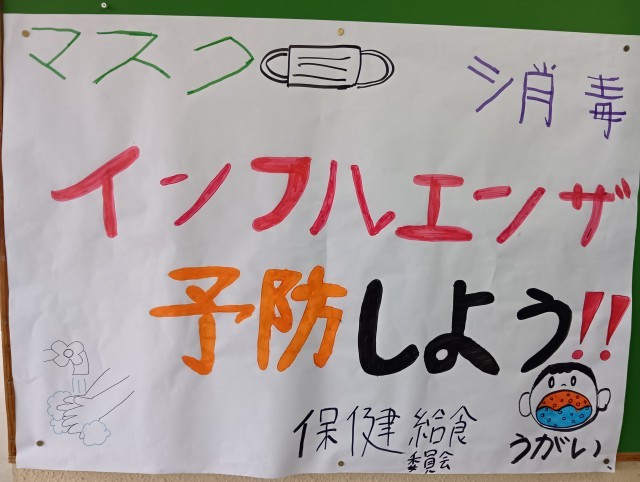 マスク 消毒
インフルエンザ
予防しよう!!
保健給食
委員会
うがい